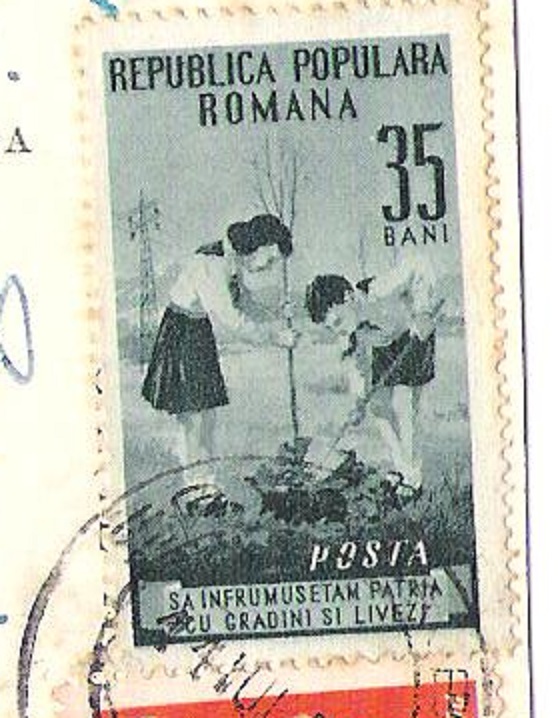 REPUBLICA POPULARA
ROMANA
35
BANI
A
POSTA
SA INFRUMUSETAM PATRIA
CU GRADINI SI LIVEZI